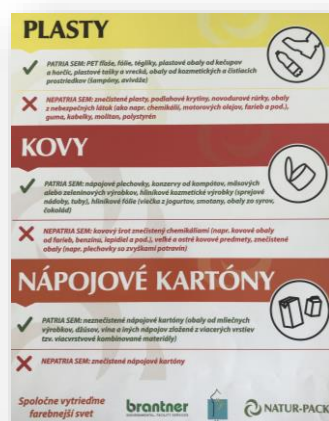 PLASTY
PATRIA SEM: PET fľaše, fólie, tégliky, plastové obaly od kečupov
a horčíc, plastové tašky a vrecká, obaly od kozmetických a čistiacich
prostriedkov (šampóny, aviváže)
NEPATRIA SEM: znečistené plasty, podlahové krytiny, novodurové rúrky, obaly
z nebezpečných látok (ako napr. chemikálií, motorových olejov, farieb a pod.),
guma, kabelky, molitan, polystyrén
KOVY
PATRIA SEM: nápojové plechovky, konzervy od kompótov, mäsových
alebo zeleninových výrobkov, hliníkové kozmetické výrobky (sprejové
nádoby, tuby), hliníkové fólie (viečka z jogurtov, smotany, obaly zo syrov,
čokolád)
NEPATRIA SEM: kovový šrot znečistený chemikáliami (napr. kovové obaly
od farieb, benzínu, lepidiel a pod.), veľké a ostré kovové predmety, znečistené
obaly (napr. plechovky so zvyškami potravín)
NÁPOJOVÉ KARTÓNY
PATRIA SEM: neznečistené nápojové kartóny (obaly od mliečnych
výrobkov, džúsov, vína a iných nápojov zložené z viacerých vrstiev
tzv. viacvrstvové kombinované materiály)
NEPATRIA SEM: znečistené nápojové kartóny
Spoločne vytrieďme
farebnejší svet
brantner
NATUR-PACK